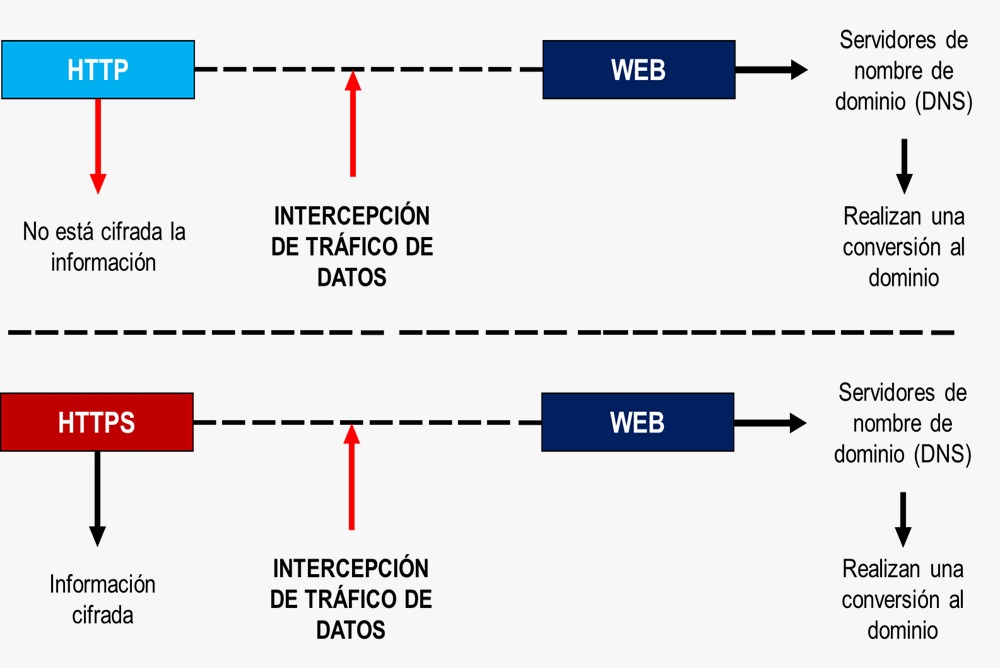 HTTP
WEB
Servidores de
nombre de
dominio (DNS)
No está cifrada la
información
INTERCEPCIÓN
DE TRÁFICO DE
DATOS
Realizan una
conversión al
dominio
HTTPS
WEB
Servidores de
nombre de
dominio (DNS)
Información
cifrada
INTERCEPCIÓN
DE TRÁFICO DE
DATOS
Realizan una
conversión al
dominio